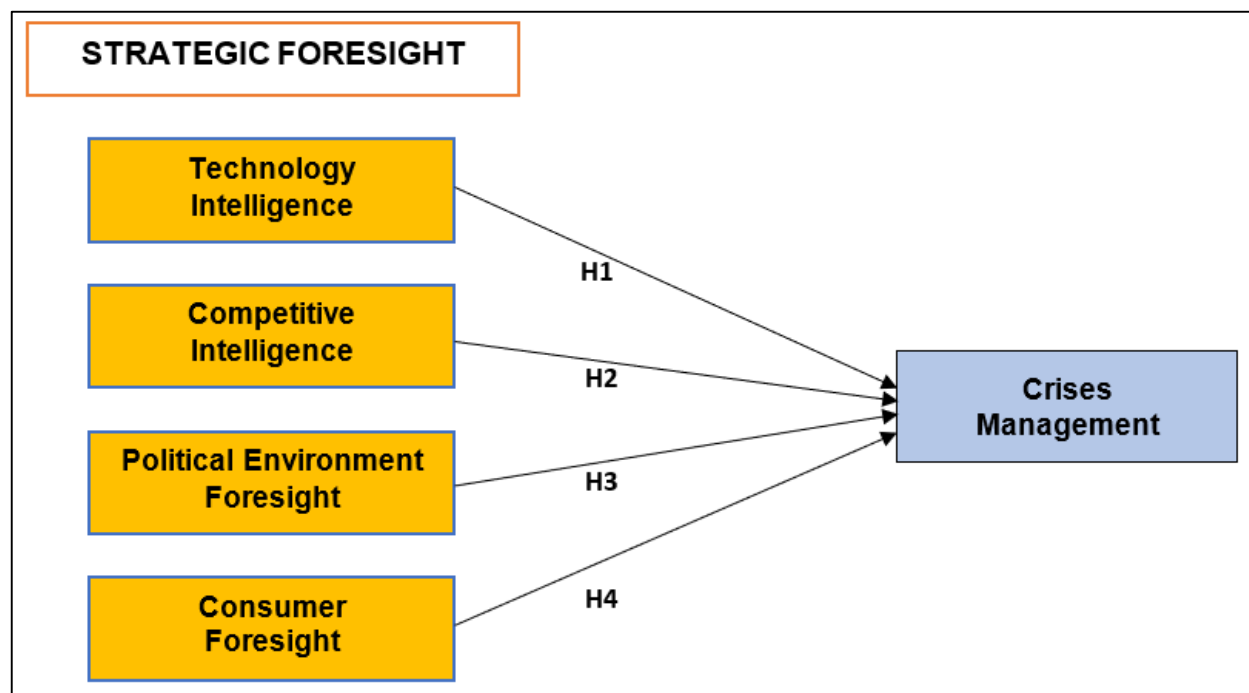 STRATEGIC FORESIGHT
Technology
Intelligence
H1
Competitive
Intelligence
H2
Crises
Management
Political Environment
Foresight
H3
Consumer
Foresight
H4